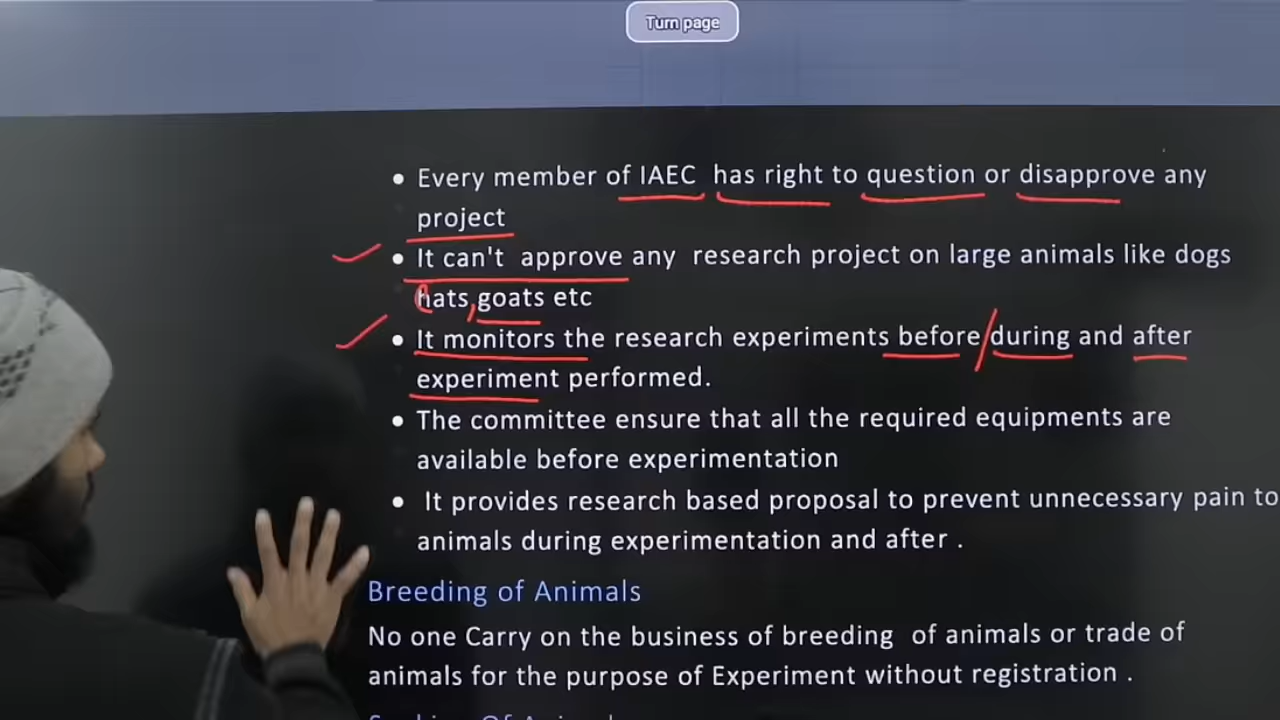 Turn page
• Every member of IAEC has right to question or disapprove any
project
• It can't approve any research project on large animals like dogs
hats,goats etc
• It monitors the research experiments before/during and after
experiment performed.
• The committee ensure that all the required equipments are
available before experimentation
• It provides research based proposal to prevent unnecessary pain to
animals during experimentation and after .
Breeding of Animals
No one Carry on the business of breeding of animals or trade of
animals for the purpose of Experiment without registration .